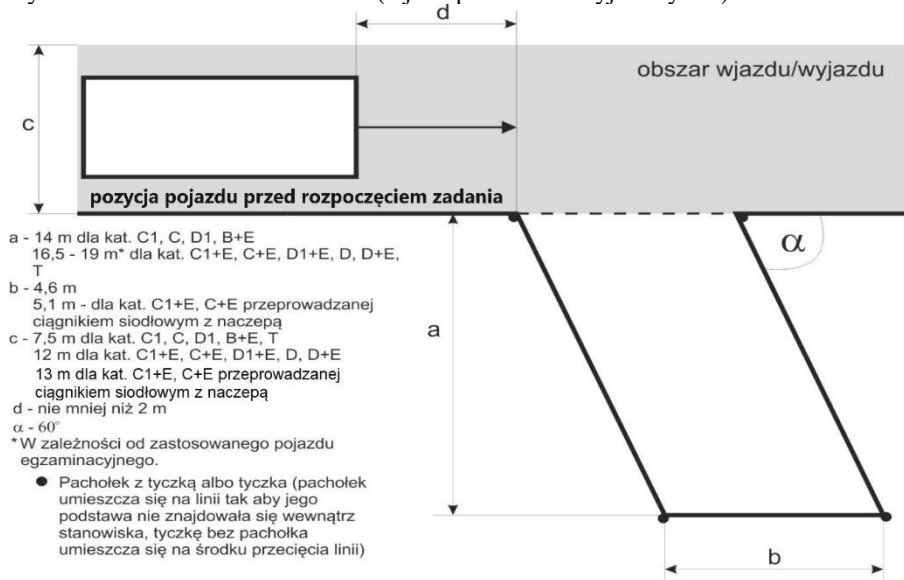 d
obszar wjazdu/wyjazdu
c
pozycja pojazdu przed rozpoczęciem zadania
α
a - 14 m dla kat. C1, C, D1, B+E
16,5 - 19 m* dla kat. C1+E, C+E, D1+E, D, D+E,
T
b - 4,6 m
5,1 m - dla kat. C1+E, C+E przeprowadzanej
ciągnikiem siodłowym z naczepą
c - 7,5 m dla kat. C1, C, D1, B+E, T
12 m dla kat. C1+E, C+E, D1+E, D, D+E
13 m dla kat. C1+E, C+E przeprowadzanej
ciągnikiem siodłowym z naczepą
d - nie mniej niż 2 m
α - 60°
* W zależności od zastosowanego pojazdu
egzaminacyjnego.
● Pachołek z tyczką albo tyczka (pachołek
umieszcza się na linii tak aby jego
podstawa nie znajdowała się wewnątrz
stanowiska, tyczkę bez pachołka
umieszcza się na środku przecięcia linii)
a
b